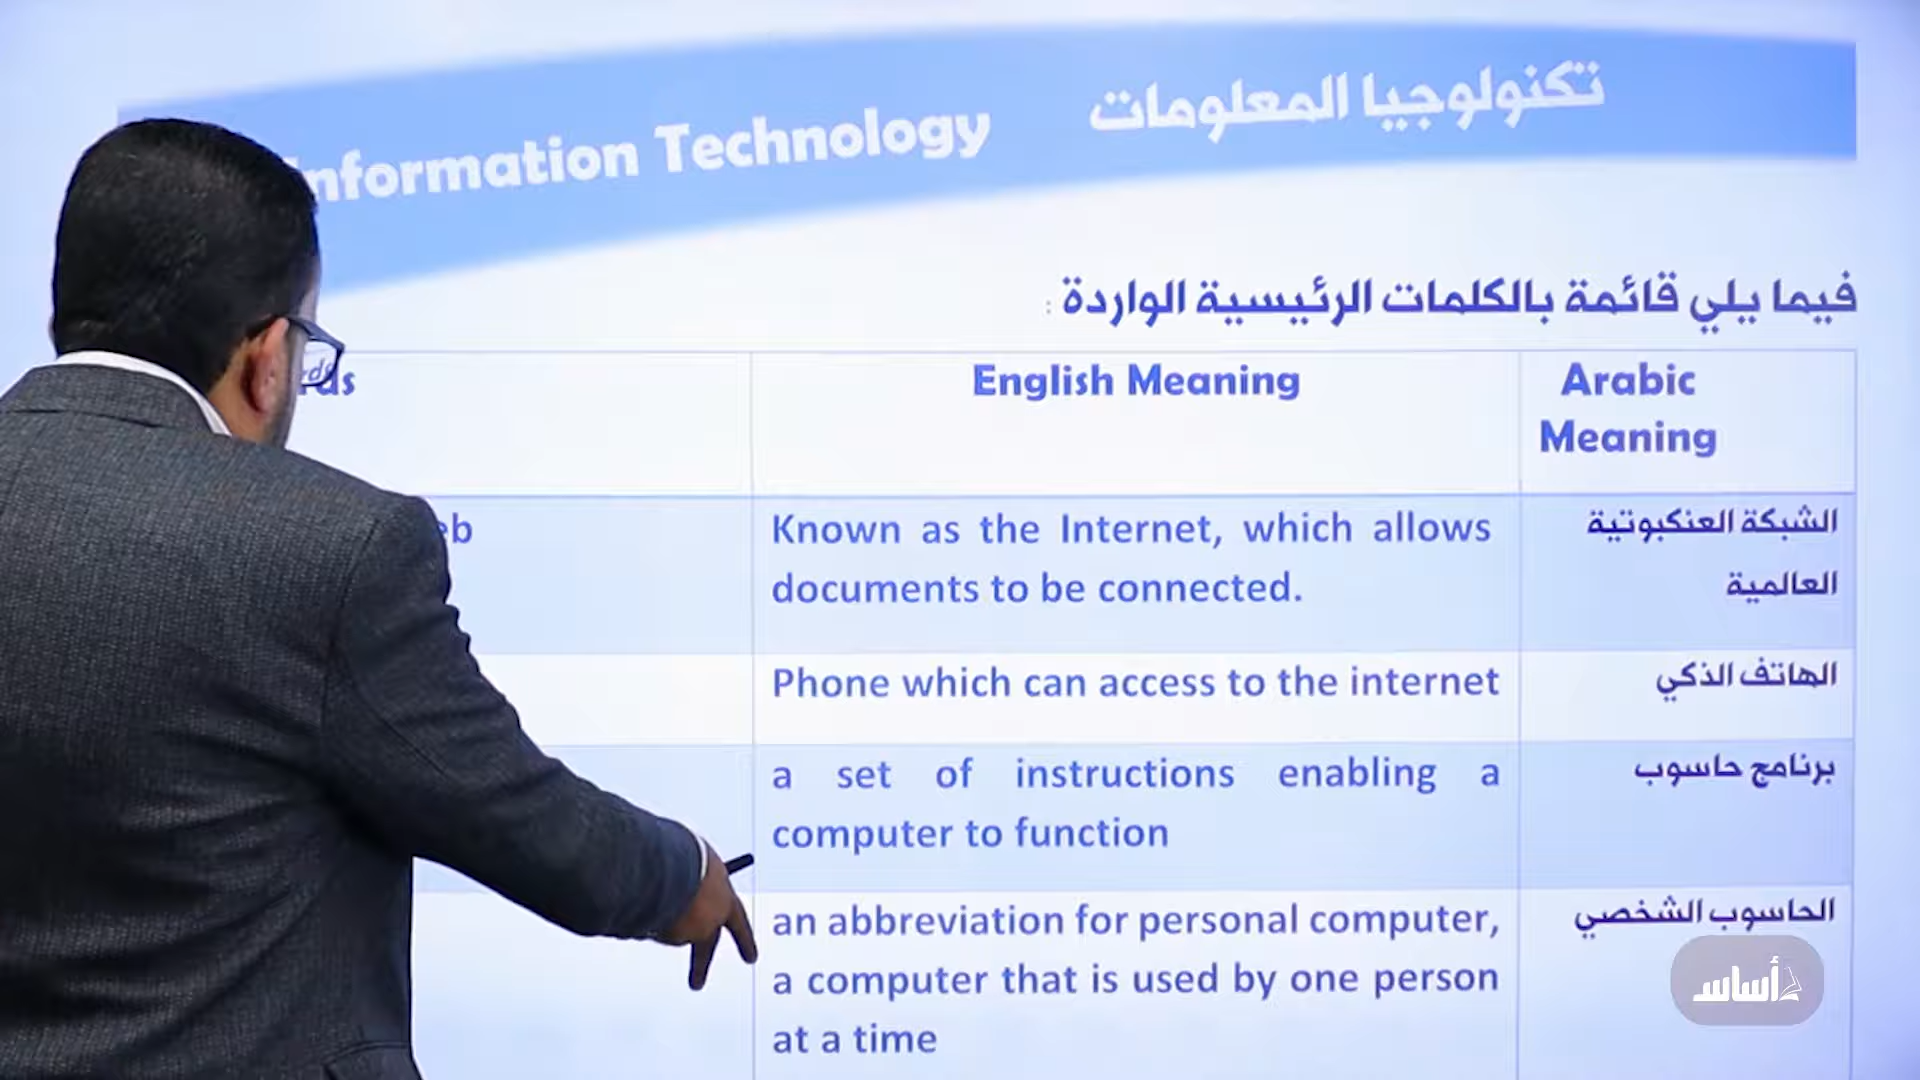 Information Technology
تكنولوجيا المعلومات
فيما يلي قائمة بالكلمات الرئيسية الواردة :
English Meaning
Arabic
Meaning
Known as the Internet, which allows
documents to be connected.
الشبكة العنكبوتية
العالمية
Phone which can access to the internet
الهاتف الذكي
a set of instructions enabling a
computer to function
برنامج حاسوب
an abbreviation for personal computer,
a computer that is used by one person
at a time
الحاسوب الشخصي
أساس